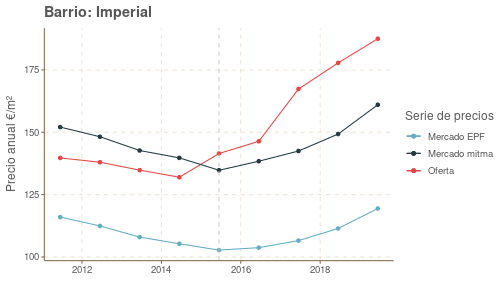 Barrio: Imperial
Precio anual €/m²
175
150
125
100
2012
2014
2016
2018
Serie de precios
Mercado EPF
Mercado mitma
Oferta